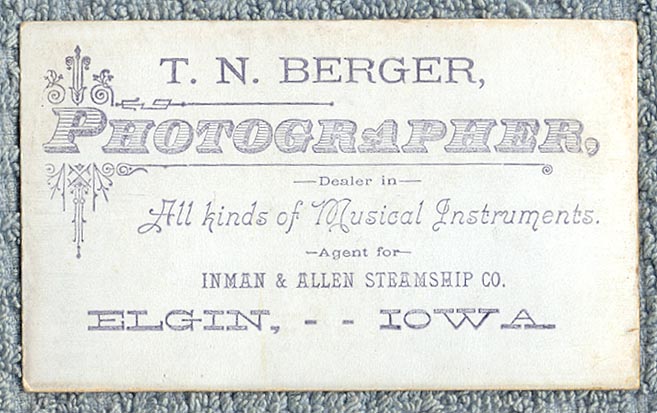 T. N. BERGER,
PHOTOGRAPHER,
—Dealer in—
All kinds of Musical Instruments.
—Agent for—
INMAN & ALLEN STEAMSHIP CO.
ELGIN, - - IOWA